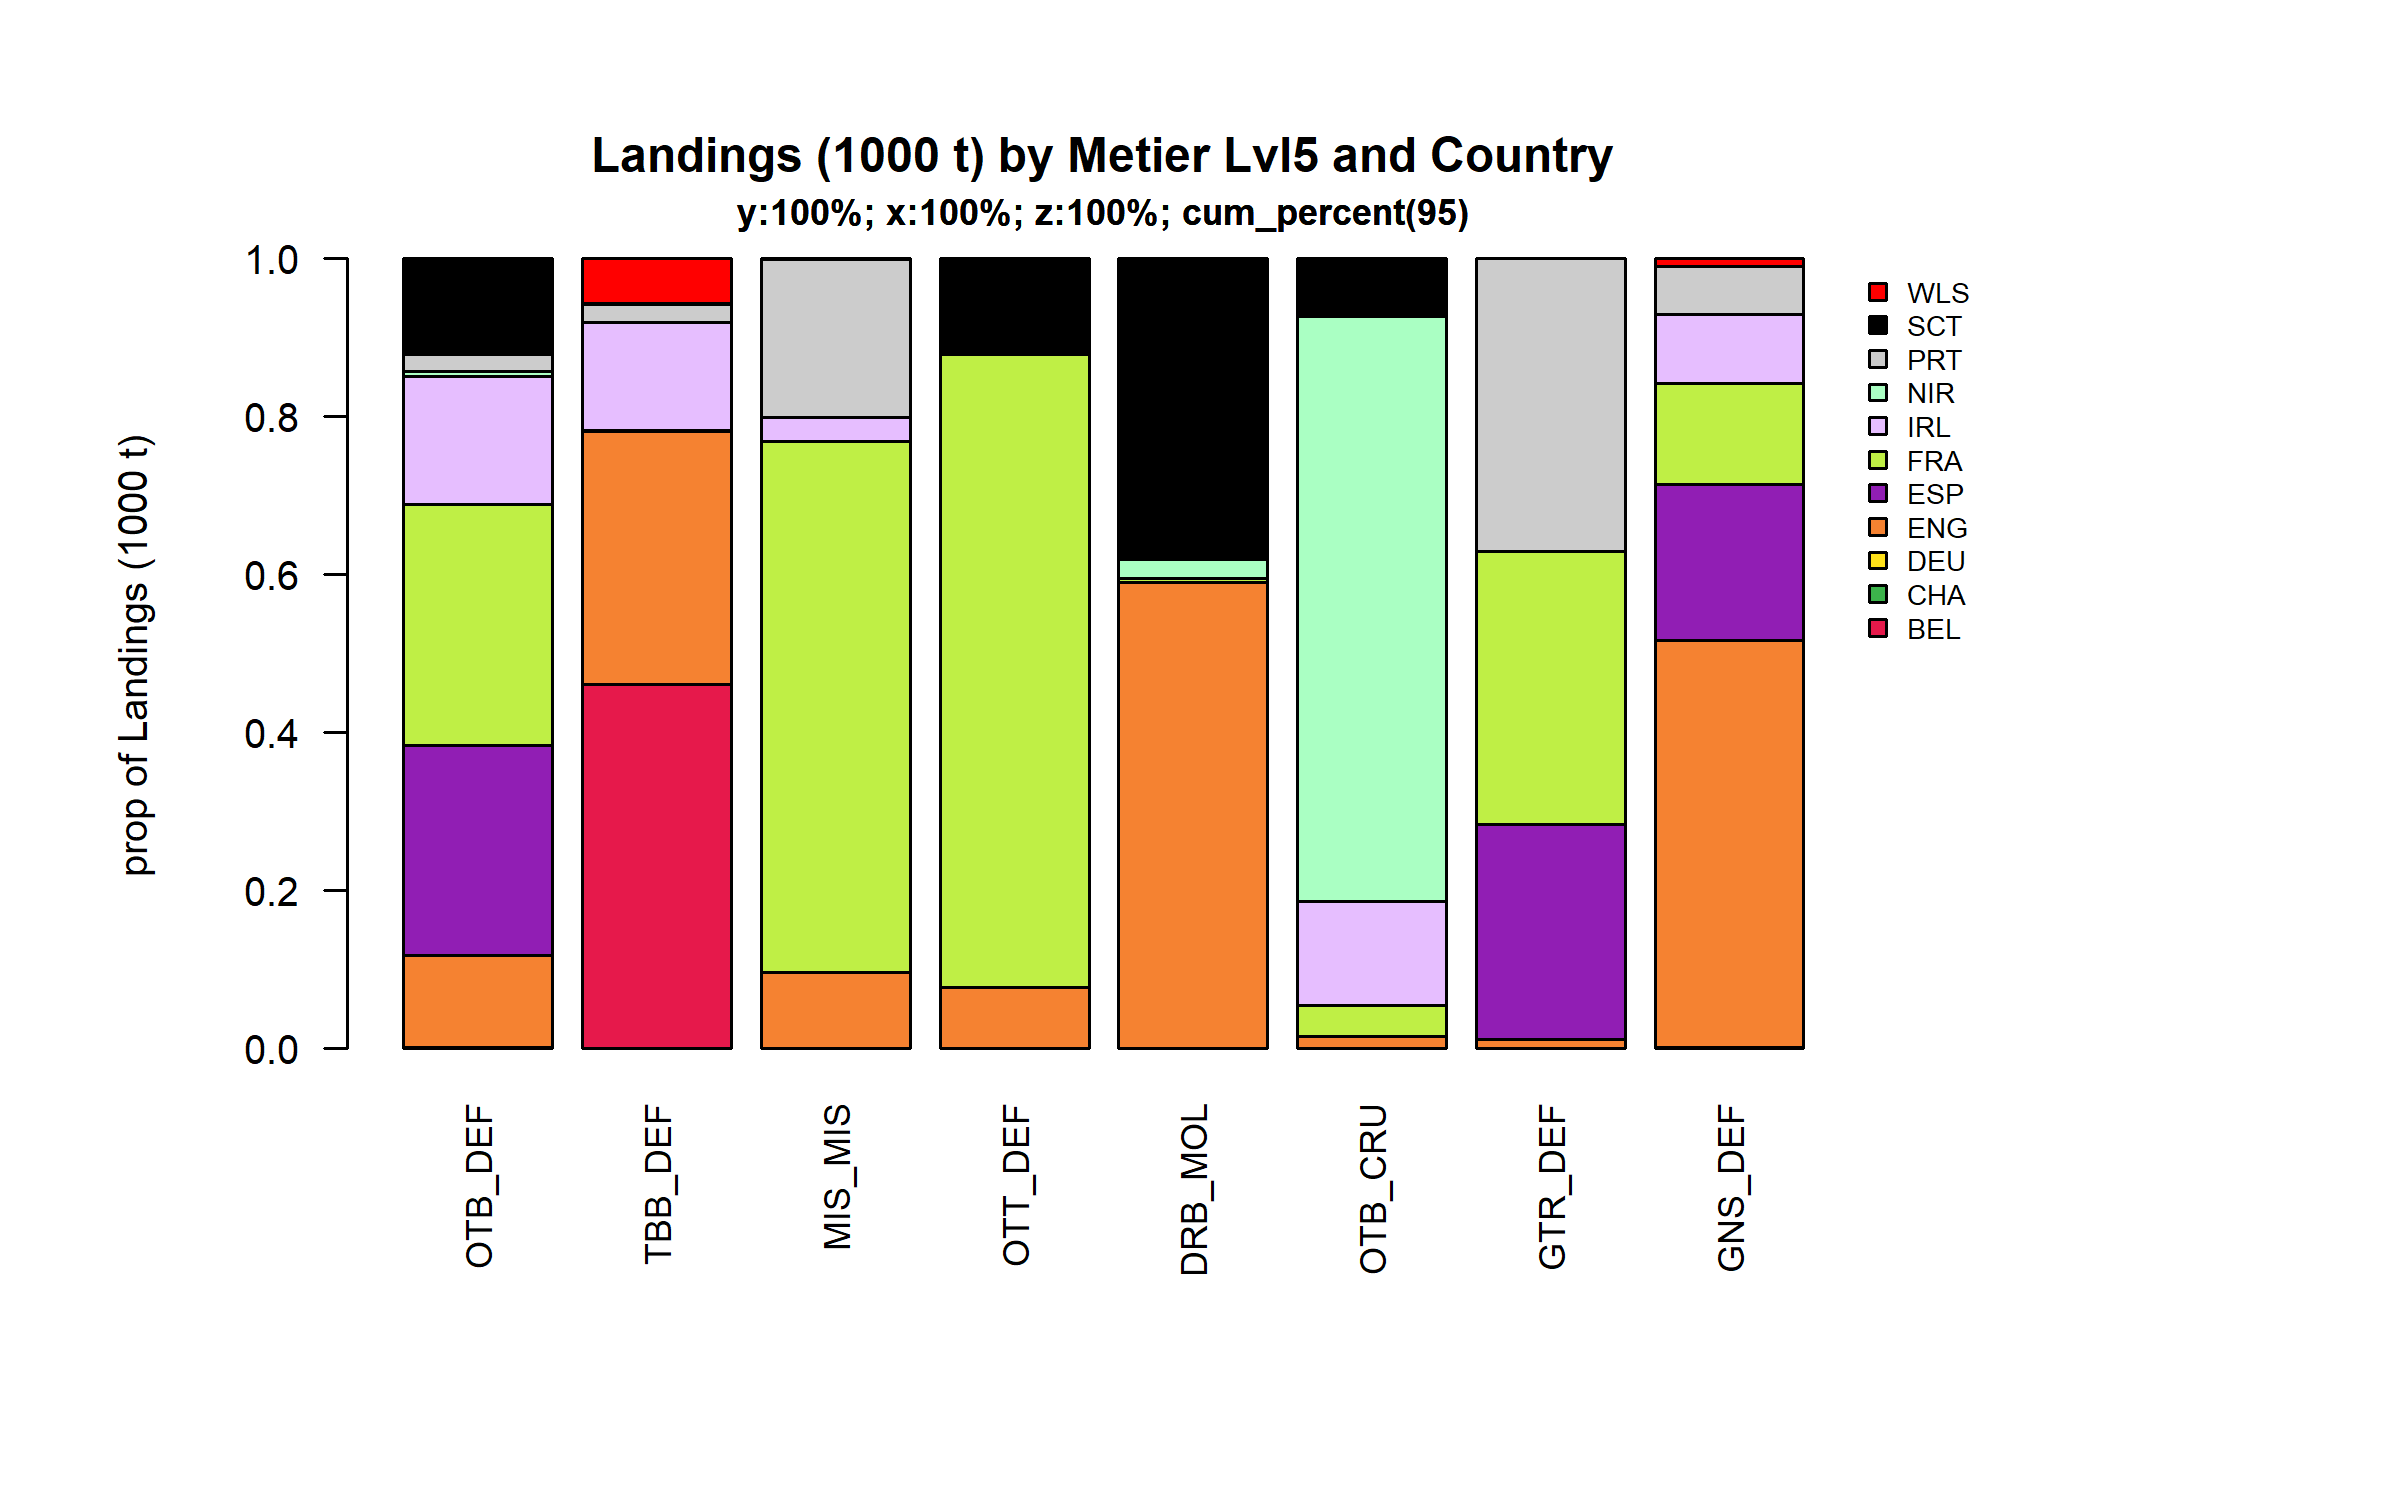 Landings (1000 t) by Metier Lvl5 and Country
y:100%; x:100%; z:100%; cum_percent(95)
prop of Landings (1000 t)
1.0
0.8
0.6
0.4
0.2
0.0
OTB_DEF
TBB_DEF
MIS_MIS
OTT_DEF
DRB_MOL
OTB_CRU
GTR_DEF
GNS_DEF
WLS
SCT
PRT
NIR
IRL
FRA
ESP
ENG
DEU
CHA
BEL